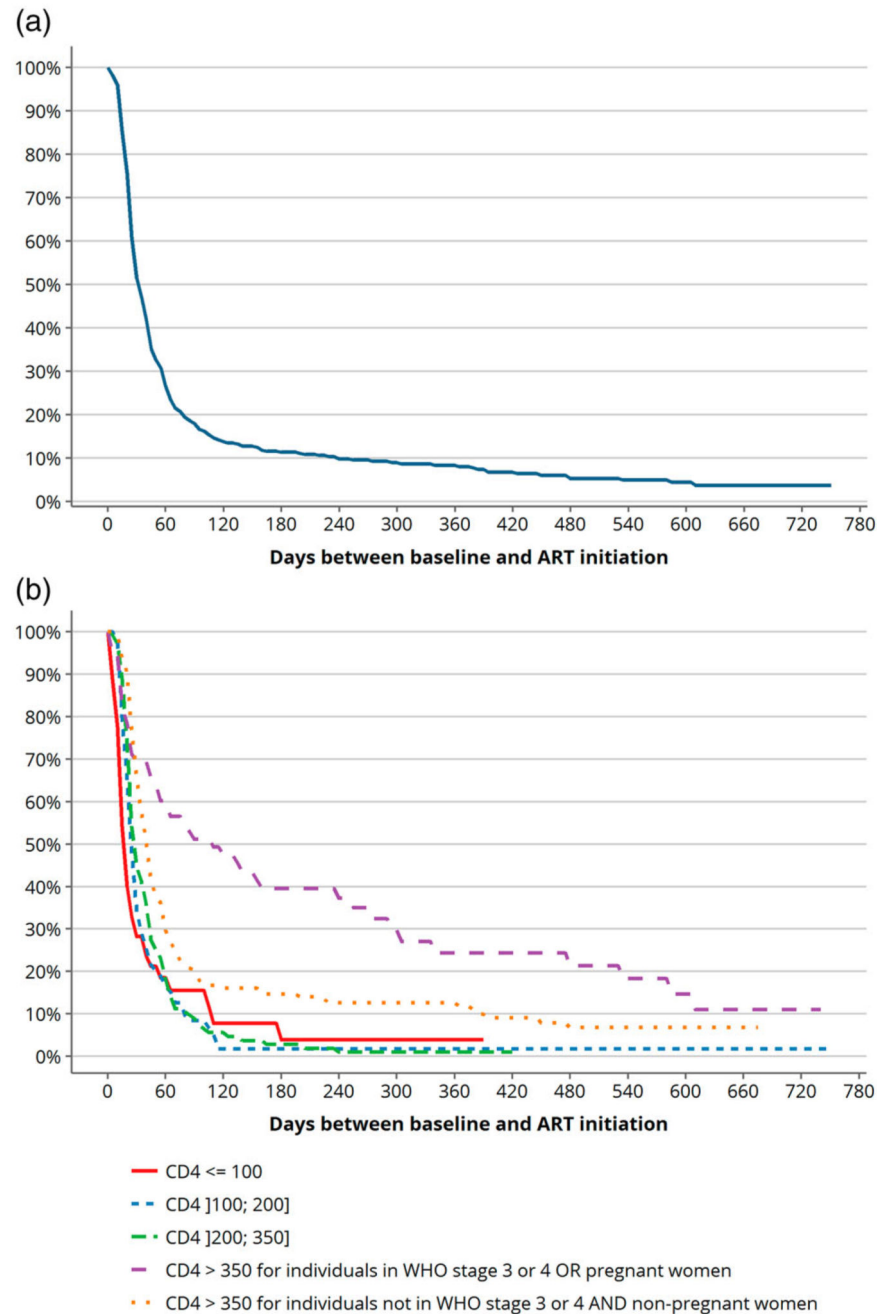 (a)
100%
90%
80%
70%
60%
50%
40%
30%
20%
10%
0%
0 60 120 180 240 300 360 420 480 540 600 660 720 780
Days between baseline and ART initiation
(b)
100%
90%
80%
70%
60%
50%
40%
30%
20%
10%
0%
0 60 120 180 240 300 360 420 480 540 600 660 720 780
Days between baseline and ART initiation
CD4 <= 100
CD4 ]100; 200]
CD4 ]200; 350]
CD4 > 350 for individuals in WHO stage 3 or 4 OR pregnant women
CD4 > 350 for individuals not in WHO stage 3 or 4 AND non-pregnant women